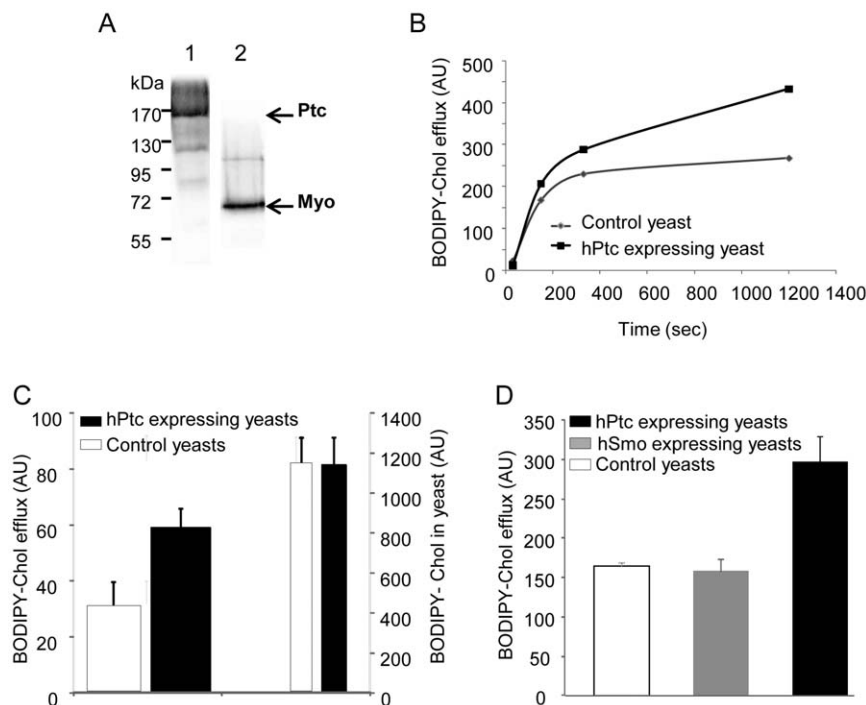 A
1 2
kDa
170
130
95
72
55
Ptc
Myo
B
BODIPY-Chol efflux (AU)
500
400
300
200
100
0
0 200 400 600 800 1000 1200 1400
Time (sec)
Control yeast
hPtc expressing yeast
C
hPtc expressing yeasts
Control yeasts
BODIPY-Chol efflux (AU)
100
80
60
40
20
0
1400
1200
1000
800
600
400
200
0
BODIPY- Chol in yeast (AU)
D
hPtc expressing yeasts
hSmo expressing yeasts
Control yeasts
BODIPY-Chol efflux (AU)
350
300
250
200
150
100
50
0